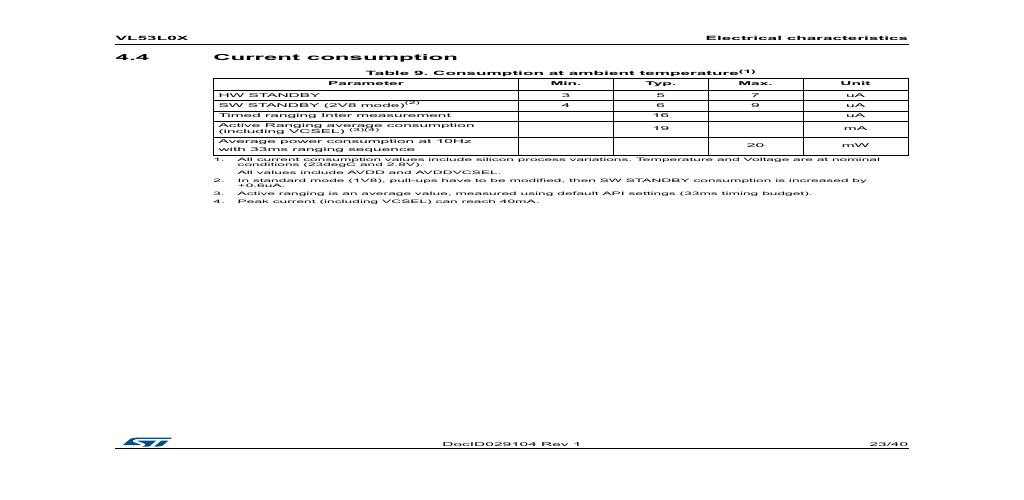 VL53L0X Electrical characteristics
4.4 Current consumption
Table 9. Consumption at ambient temperature(1)
Parameter Min. Typ. Max. Unit
HW STANDBY 3 5 7 uA
SW STANDBY (2V8 mode)(2) 4 6 9 uA
Timed ranging Inter measurement 16 uA
Active Ranging average consumption
(including VCSEL) (3)(4) 19 mA
Average power consumption at 10Hz
with 33ms ranging sequence 20 mW
1. All current consumption values include silicon process variations. Temperature and Voltage are at nominal
conditions (23degC and 2.8V).
All values include AVDD and AVDDVCSEL.
2. In standard mode (1V8), pull-ups have to be modified, then SW STANDBY consumption is increased by
+0.6uA.
3. Active ranging is an average value, measured using default API settings (33ms timing budget).
4. Peak current (including VCSEL) can reach 40mA.
ST DocID029104 Rev 1 23/40